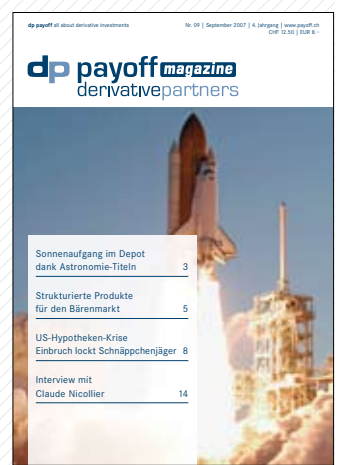 dp payoff all about derivative investments
Nr. 09 | September 2007 | 4. Jahrgang | www.payoff.ch
CHF 12.50 | EUR 8.–
dp payoff magazine
derivativepartners
Sonnenaufgang im Depot
dank Astronomie-Titeln 3
Strukturierte Produkte
für den Bärenmarkt 5
US-Hypotheken-Krise
Einbruch lockt Schnäppchenjäger 8
Interview mit
Claude Nicollier 14